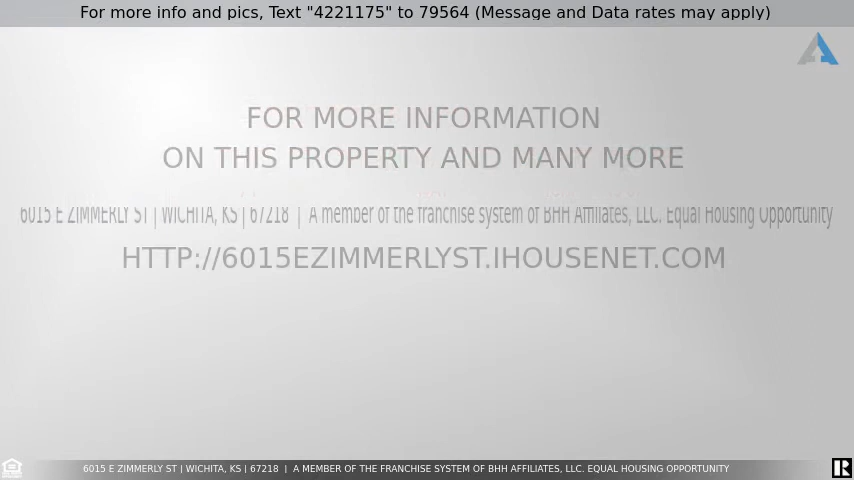 For more info and pics, Text "4221175" to 79564 (Message and Data rates may apply)
FOR MORE INFORMATION
ON THIS PROPERTY AND MANY MORE
6015 E ZIMMERLY ST | WICHITA, KS | 67218 | A member of the franchise system of BHH Affiliates, LLC. Equal Housing Opportunity
HTTP://6015EZIMMERLYST.IHOUSENET.COM
6015 E ZIMMERLY ST | WICHITA, KS | 67218 | A MEMBER OF THE FRANCHISE SYSTEM OF BHH AFFILIATES, LLC. EQUAL HOUSING OPPORTUNITY